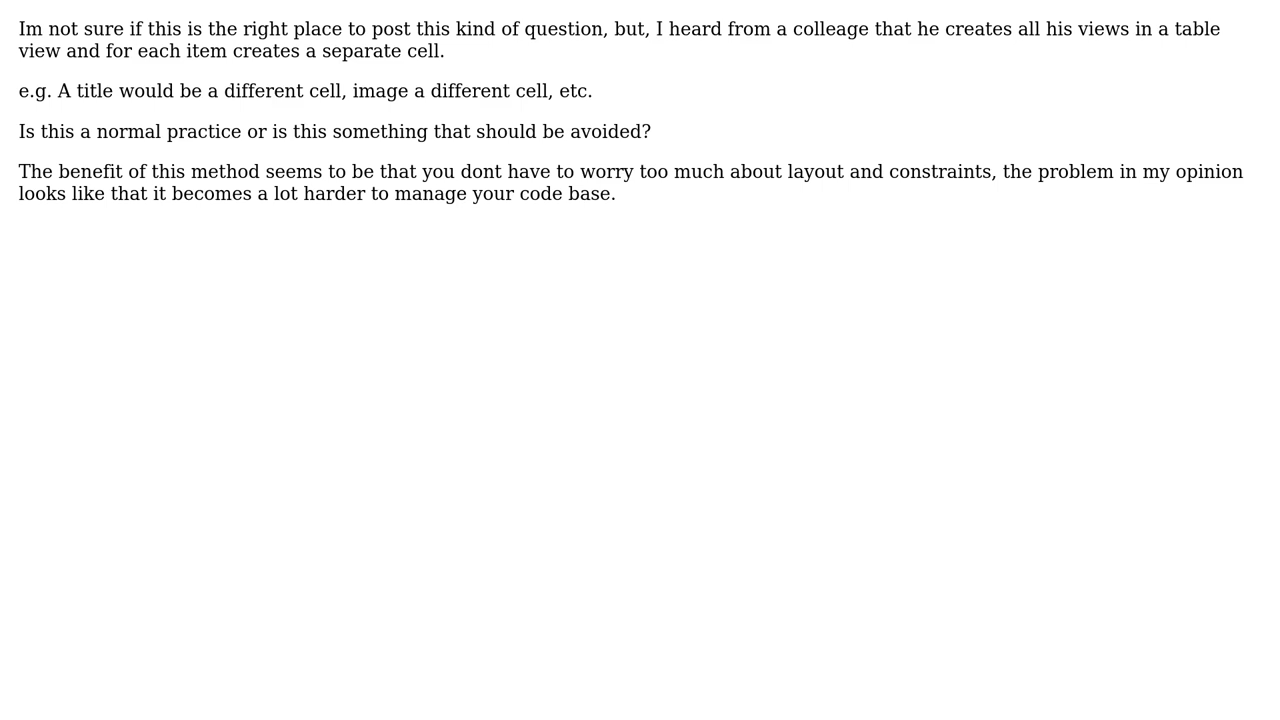 Im not sure if this is the right place to post this kind of question, but, I heard from a colleage that he creates all his views in a table
view and for each item creates a separate cell.
e.g. A title would be a different cell, image a different cell, etc.
Is this a normal practice or is this something that should be avoided?
The benefit of this method seems to be that you dont have to worry too much about layout and constraints, the problem in my opinion
looks like that it becomes a lot harder to manage your code base.